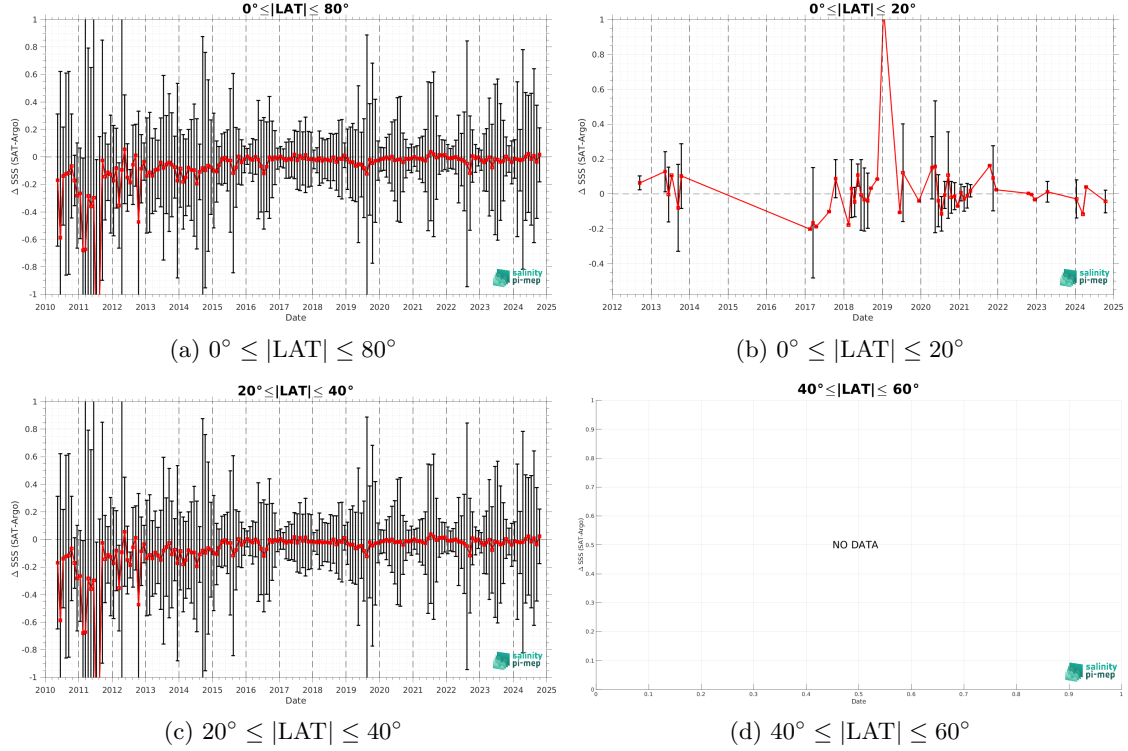 0°≤|LAT|≤ 80°
Δ SSS (SAT-Argo)
1
0.8
0.6
0.4
0.2
0
-0.2
-0.4
-0.6
-0.8
-1
2010 2011 2012 2013 2014 2015 2016 2017 2018 2019 2020 2021 2022 2023 2024 2025
Date
salinity
pi-mep
(a) 0° ≤ |LAT| ≤ 80°
0°≤|LAT|≤ 20°
Δ SSS (SAT-Argo)
1
0.8
0.6
0.4
0.2
0
-0.2
-0.4
2012 2013 2014 2015 2016 2017 2018 2019 2020 2021 2022 2023 2024 2025
Date
salinity
pi-mep
(b) 0° ≤ |LAT| ≤ 20°
20°≤|LAT|≤ 40°
Δ SSS (SAT-Argo)
1
0.8
0.6
0.4
0.2
0
-0.2
-0.4
-0.6
-0.8
-1
2010 2011 2012 2013 2014 2015 2016 2017 2018 2019 2020 2021 2022 2023 2024 2025
Date
salinity
pi-mep
(c) 20° ≤ |LAT| ≤ 40°
40°≤|LAT|≤ 60°
Δ SSS (SAT-Argo)
1
0.9
0.8
0.7
0.6
0.5
0.4
0.3
0.2
0.1
0
NO DATA
0 0.1 0.2 0.3 0.4 0.5 0.6 0.7 0.8 0.9 1
Date
salinity
pi-mep
(d) 40° ≤ |LAT| ≤ 60°